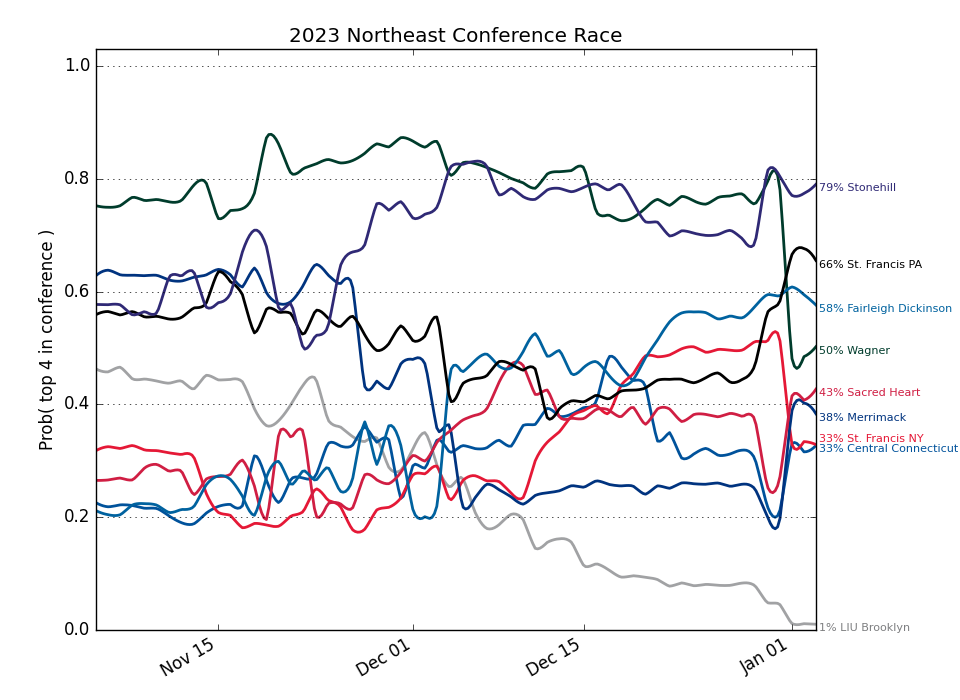 2023 Northeast Conference Race
Prob( top 4 in conference )
1.0
0.8
0.6
0.4
0.2
0.0
Nov 15
Dec 01
Dec 15
Jan 01
79% Stonehill
66% St. Francis PA
58% Fairleigh Dickinson
50% Wagner
43% Sacred Heart
38% Merrimack
33% St. Francis NY
33% Central Connecticut
1% LIU Brooklyn